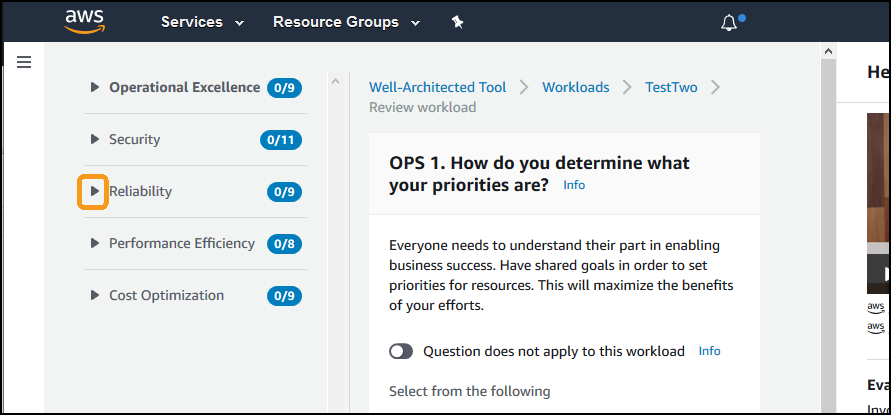 aws Services Resource Groups
Operational Excellence 0/9
Security 0/11
Reliability 0/9
Performance Efficiency 0/8
Cost Optimization 0/9
Well-Architected Tool Workloads TestTwo
Review workload
OPS 1. How do you determine what
your priorities are? Info
Everyone needs to understand their part in enabling
business success. Have shared goals in order to set
priorities for resources. This will maximize the benefits
of your efforts.
Question does not apply to this workload Info
Select from the following
He
aws
aws
Eva